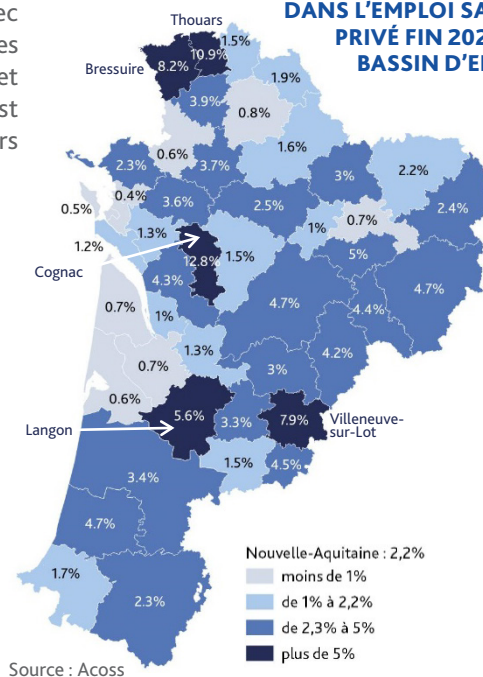 ec
es
et
st
rs
DANS L'EMPLOI SA
PRIVÉ FIN 202
BASSIN D'E
Thouars
Bressuire
8.2%
10.9%
1.5%
1.9%
3.9%
0.8%
1.6%
0.6%
3.7%
2.3%
3%
2.2%
0.4%
3.6%
2.5%
2.4%
0.5%
0.7%
1%
1.2%
1.3%
1.5%
5%
Cognac
12.8%
4.3%
4.7%
4.7%
4.4%
0.7%
1%
4.2%
1.3%
0.7%
3%
0.6%
5.6%
3.3%
7.9%
Villeneuve-
sur-Lot
Langon
1.5%
4.5%
3.4%
4.7%
1.7%
2.3%
Nouvelle-Aquitaine : 2,2%
moins de 1%
de 1% à 2,2%
de 2,3% à 5%
plus de 5%
Source : Acoss